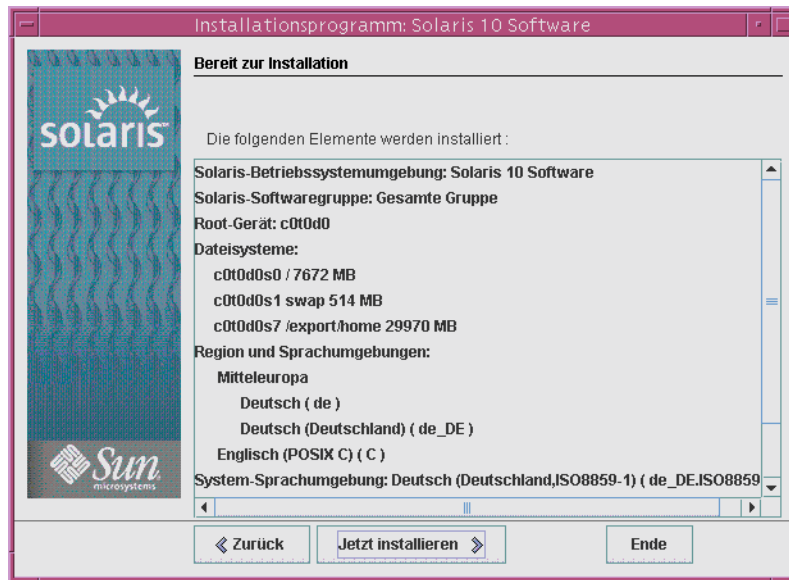 Installationsprogramm: Solaris 10 Software
solaris
Bereit zur Installation
Die folgenden Elemente werden installiert :
Solaris-Betriebssystemumgebung: Solaris 10 Software
Solaris-Softwaregruppe: Gesamte Gruppe
Root-Gerät: c0t0d0
Dateisysteme:
c0t0d0s0 / 7672 MB
c0t0d0s1 swap 514 MB
c0t0d0s7 /export/home 29970 MB
Region und Sprachumgebungen:
Mitteleuropa
Deutsch ( de )
Deutsch (Deutschland) ( de_DE )
Englisch (POSIX C) ( C )
System-Sprachumgebung: Deutsch (Deutschland,ISO8859-1) ( de_DE.ISO8859
Sun
microsystems
Zurück
Jetzt installieren
Ende